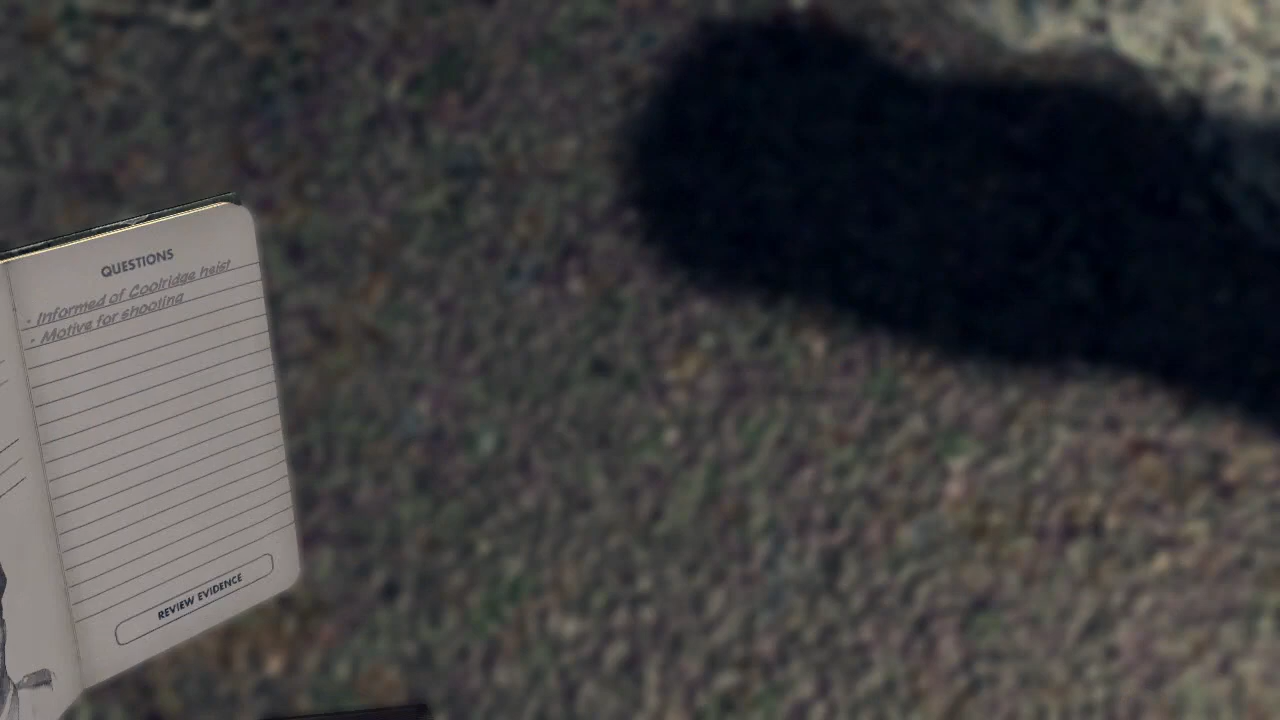 QUESTIONS
- Informed of Coolridge heist
- Motive for shooting
REVIEW EVIDENCE